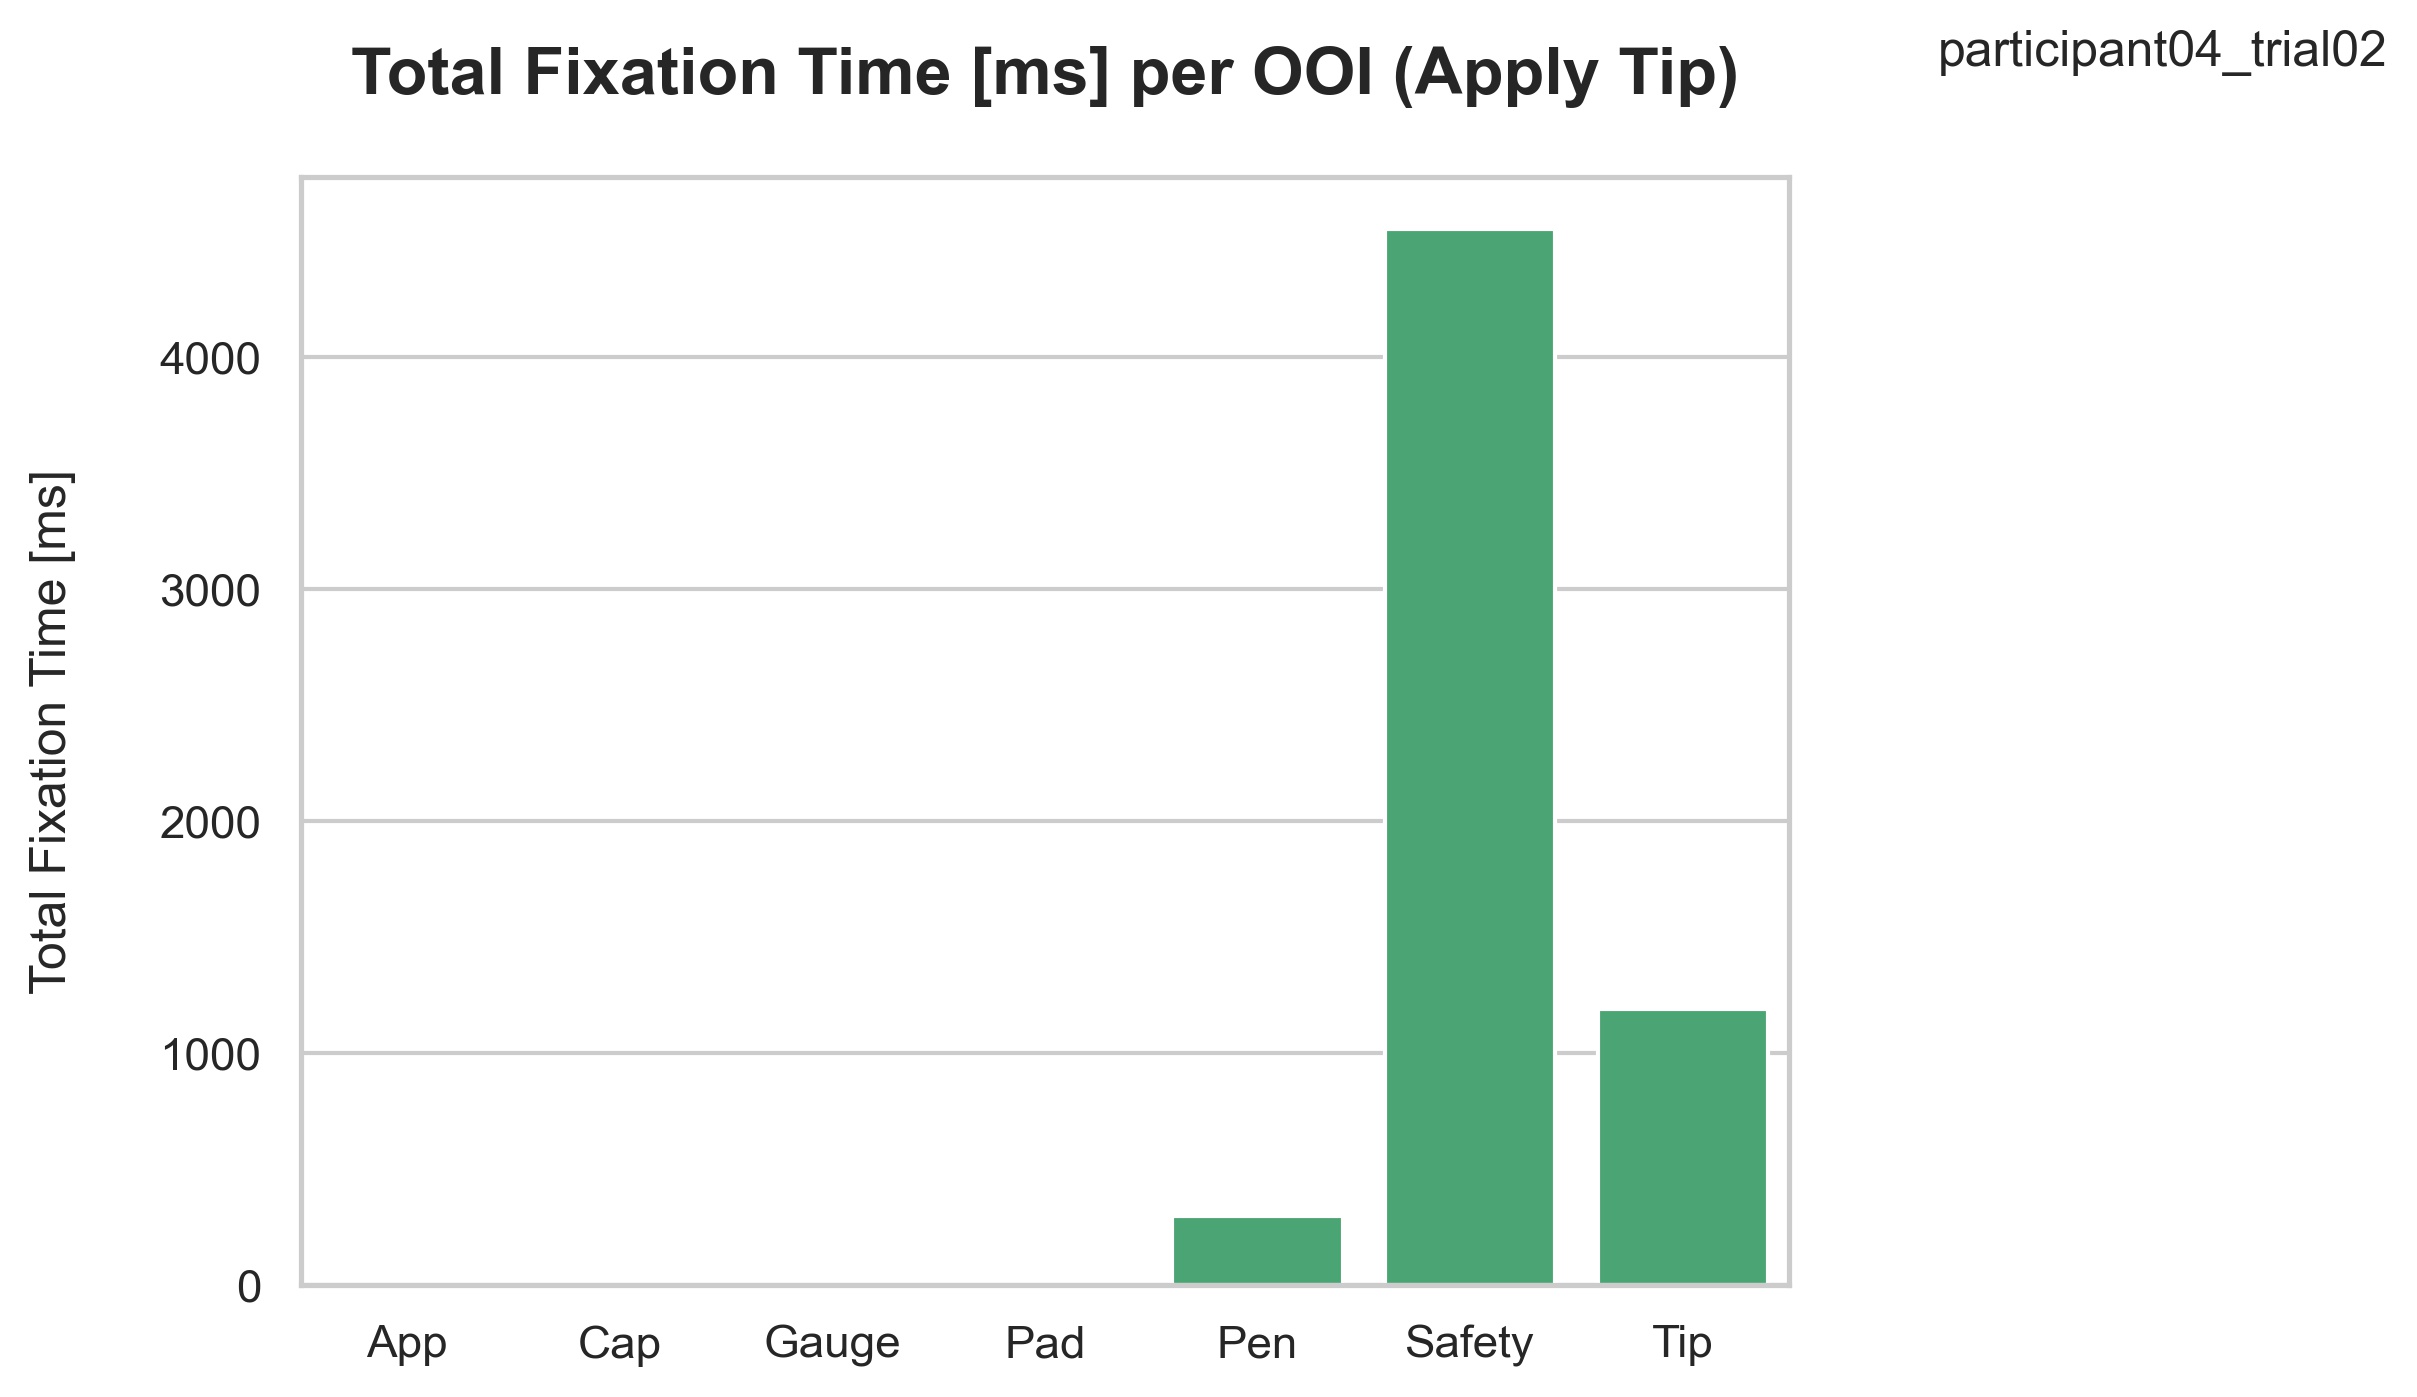 participant04_trial02
Total Fixation Time [ms] per OOI (Apply Tip)
Total Fixation Time [ms]
4000
3000
2000
1000
0
App Cap Gauge Pad Pen Safety Tip